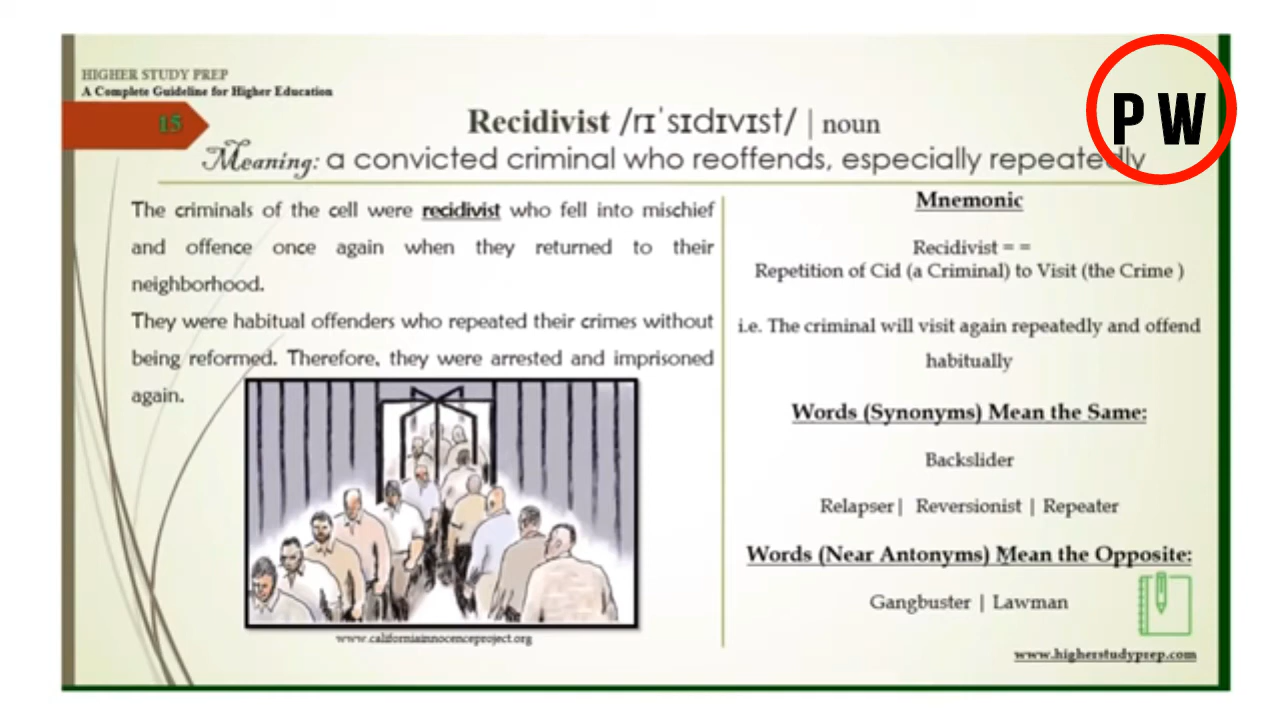 HIGHER STUDY PREP
A Complete Guideline for Higher Education
PW
15
Recidivist /rɪˈsɪdɪvɪst/ | noun
Meaning: a convicted criminal who reoffends, especially repeatedly
The criminals of the cell were recidivist who fell into mischief
and offence once again when they returned to their
neighborhood.
They were habitual offenders who repeated their crimes without
being reformed. Therefore, they were arrested and imprisoned
again.
www.californiainnocenceproject.org
Mnemonic
Recidivist = =
Repetition of Cid (a Criminal) to Visit (the Crime )
i.e. The criminal will visit again repeatedly and offend
habitually
Words (Synonyms) Mean the Same:
Backslider
Relapser| Reversionist | Repeater
Words (Near Antonyms) Mean the Opposite:
Gangbuster | Lawman
www.higherstudyprep.com